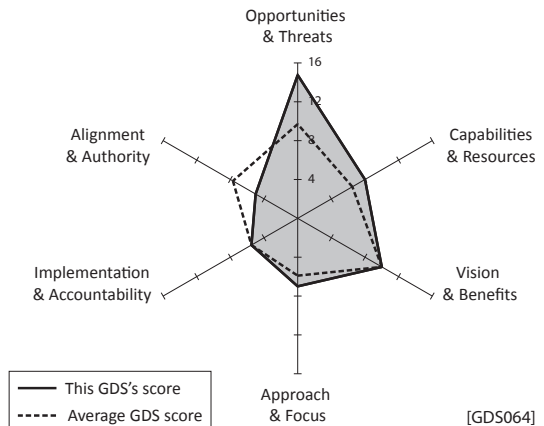 Opportunities
& Threats
16
12
8
4
Alignment
& Authority
Capabilities
& Resources
Implementation
& Accountability
Vision
& Benefits
Approach
& Focus
This GDS's score
Average GDS score
[GDS064]